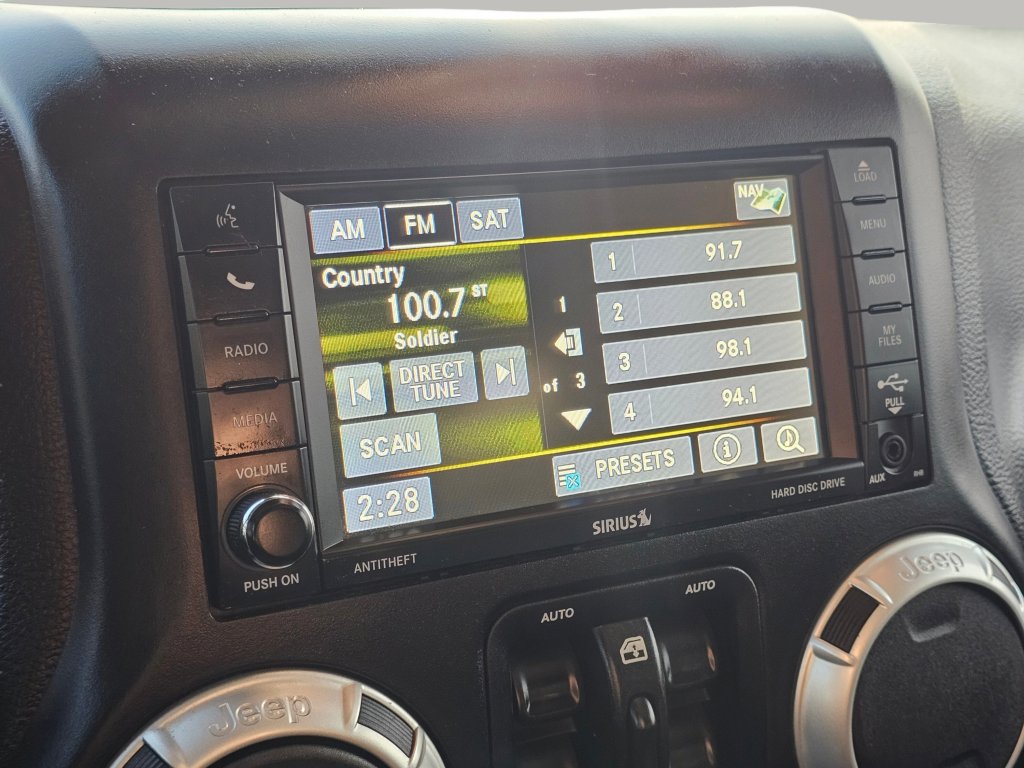 LOAD
AM
FM
SAT
NAV
MENU
Country
100.7 ST
Soldier
1
91.7
2
88.1
AUDIO
1
of 3
RADIO
DIRECT
TUNE
3
98.1
MY
FILES
4
94.1
PULL
MEDIA
SCAN
PRESETS
i
VOLUME
2:28
AUX
RHB
HARD DISC DRIVE
SIRIUS
PUSH ON
ANTITHEFT
AUTO
AUTO
Jeep
Jeep